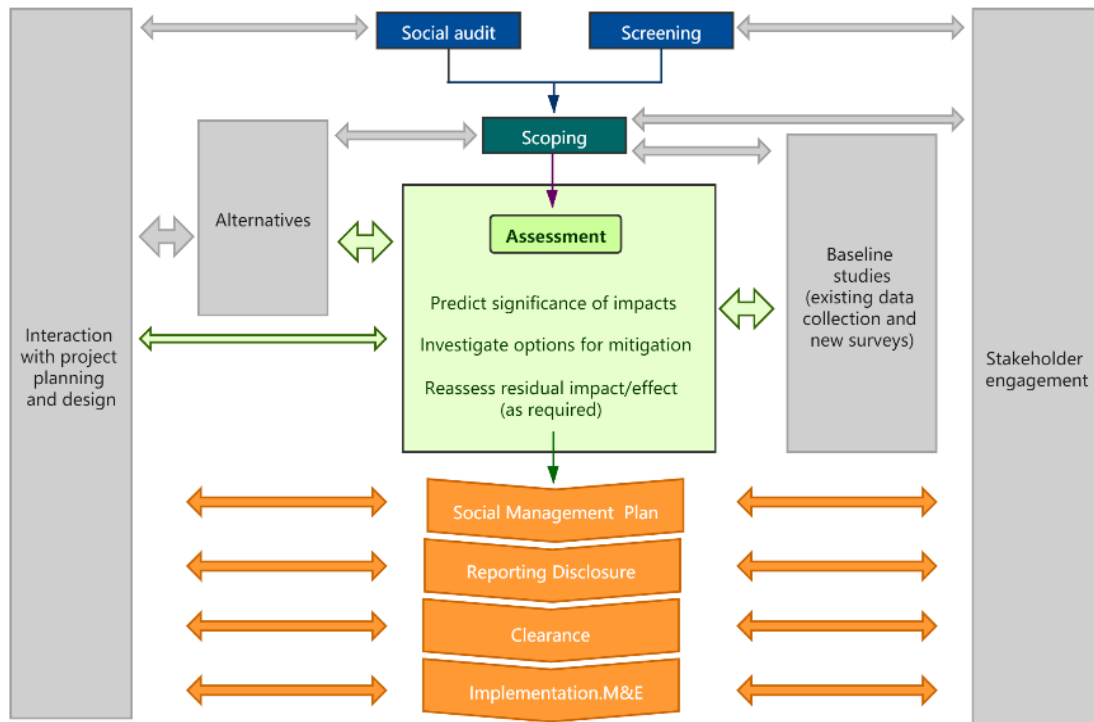 Social audit
Screening
Scoping
Alternatives
Assessment
Predict significance of impacts
Investigate options for mitigation
Reassess residual impact/effect
(as required)
Baseline
studies
(existing data
collection and
new surveys)
Interaction
with project
planning
and design
Stakeholder
engagement
Social Management Plan
Reporting Disclosure
Clearance
Implementation.M&E